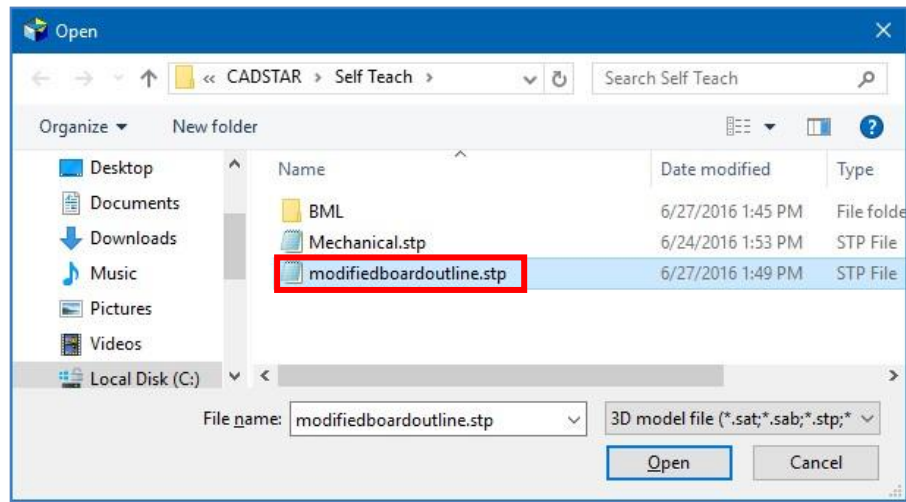 Open
« CADSTAR > Self Teach >
Search Self Teach
Organize
New folder
Name
Date modified
Type
Desktop
Documents
Downloads
Music
Pictures
Videos
Local Disk (C:)
BML 6/27/2016 1:45 PM File folde
Mechanical.stp 6/24/2016 1:53 PM STP File
modifiedboardoutline.stp 6/27/2016 1:49 PM STP File
File name: modifiedboardoutline.stp
3D model file (*.sat;*.sab;*.stp;*
Open
Cancel